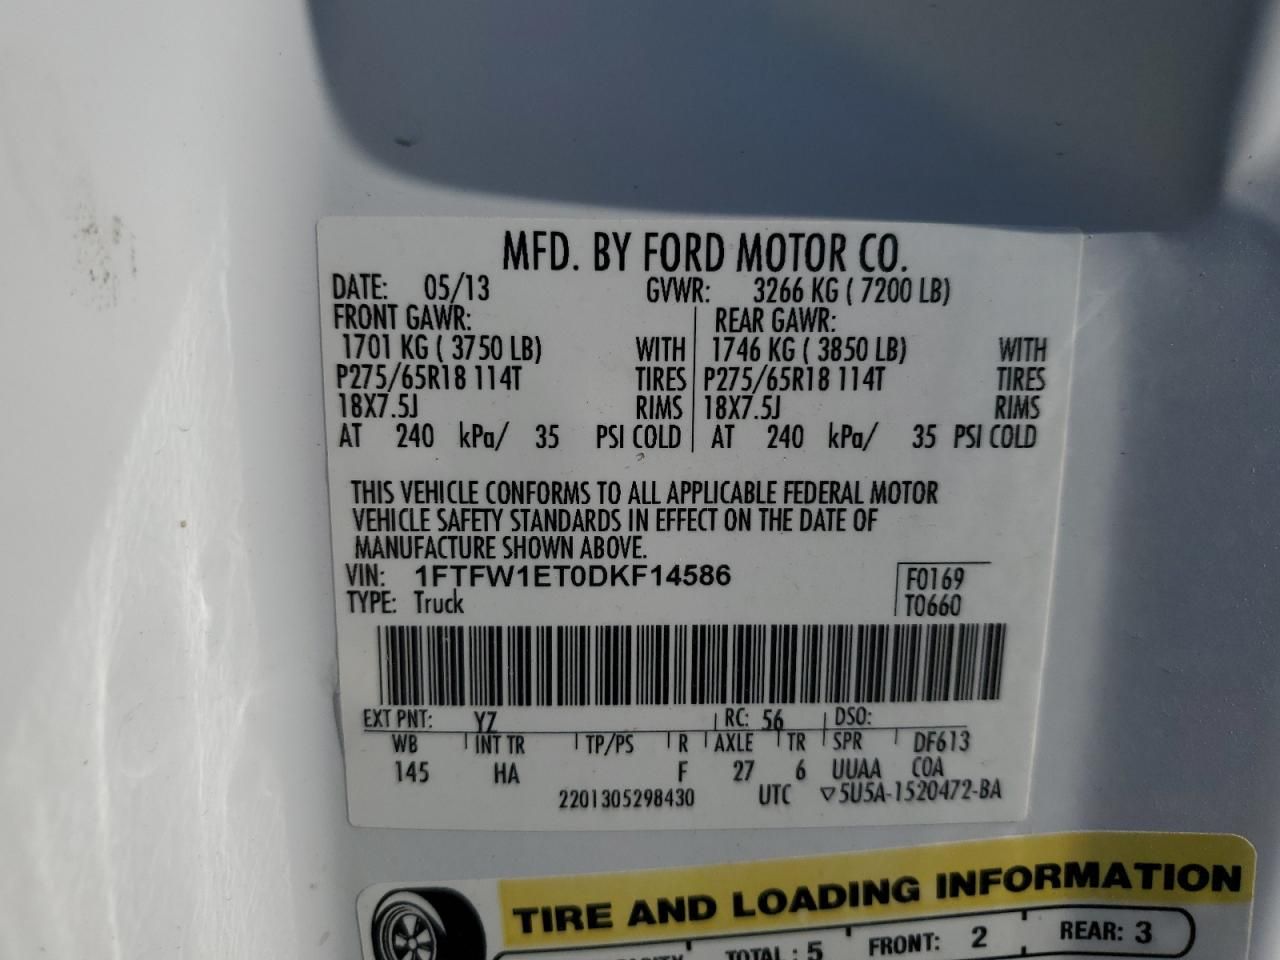 MFD. BY FORD MOTOR CO.
DATE: 05/13 GVWR: 3266 KG ( 7200 LB)
FRONT GAWR: REAR GAWR:
1701 KG ( 3750 LB) WITH 1746 KG ( 3850 LB) WITH
P275/65R18 114T TIRES P275/65R18 114T TIRES
18X7.5J RIMS 18X7.5J RIMS
AT 240 kPa/ 35 PSI COLD AT 240 kPa/ 35 PSI COLD
THIS VEHICLE CONFORMS TO ALL APPLICABLE FEDERAL MOTOR
VEHICLE SAFETY STANDARDS IN EFFECT ON THE DATE OF
MANUFACTURE SHOWN ABOVE.
VIN: 1FTFW1ET0DKF14586 F0169
TYPE: Truck T0660
EXT PNT: YZ RC: 56 DSO:
WB INT TR TP/PS R AXLE TR SPR DF613
145 HA F 27 6 UUAA COA
2201305298430 UTC ▽5U5A-1520472-BA
TIRE AND LOADING INFORMATION
TOTAL : 5 FRONT: 2 REAR: 3